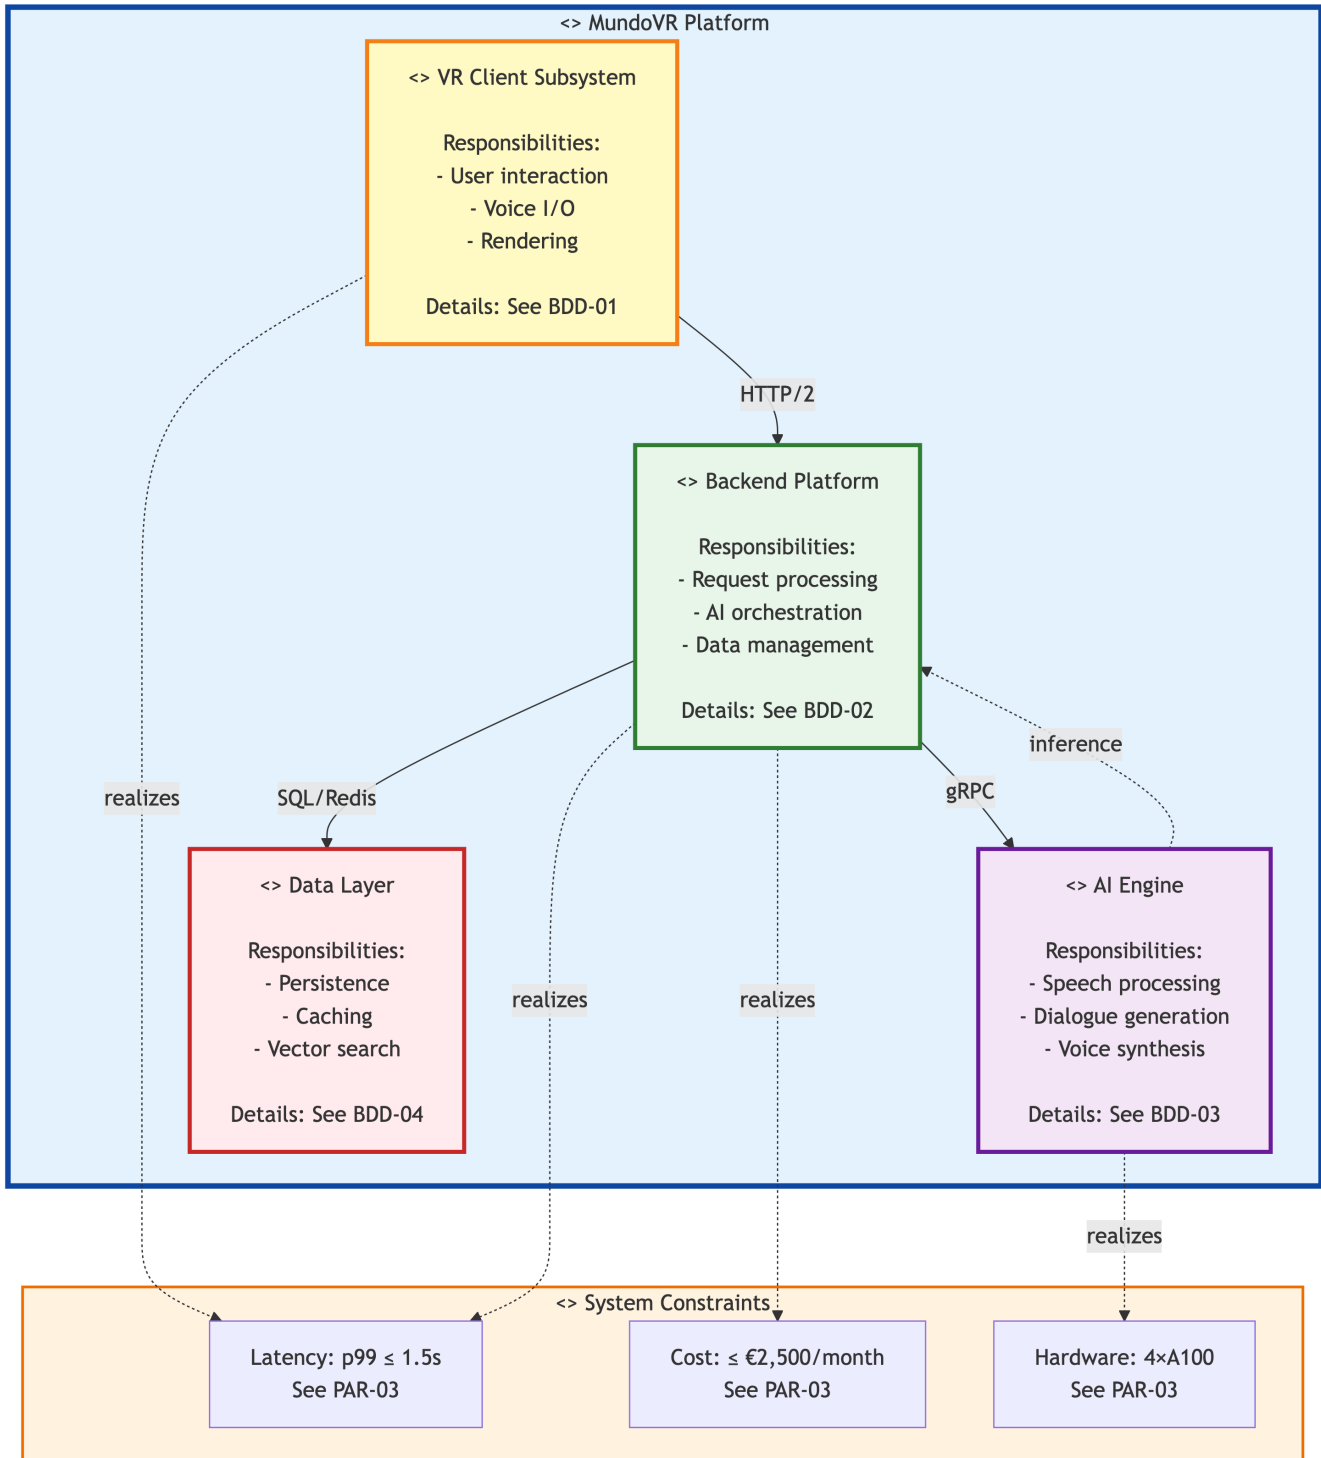 <> MundoVR Platform
<> VR Client Subsystem
Responsibilities:
- User interaction
- Voice I/O
- Rendering
Details: See BDD-01
HTTP/2
<> Backend Platform
Responsibilities:
- Request processing
- AI orchestration
- Data management
Details: See BDD-02
inference
realizes
SQL/Redis
gRPC
<> Data Layer
Responsibilities:
- Persistence
- Caching
- Vector search
Details: See BDD-04
realizes
realizes
<> AI Engine
Responsibilities:
- Speech processing
- Dialogue generation
- Voice synthesis
Details: See BDD-03
realizes
<> System Constraints
Latency: p99 ≤ 1.5s
See PAR-03
Cost: ≤ €2,500/month
See PAR-03
Hardware: 4×A100
See PAR-03